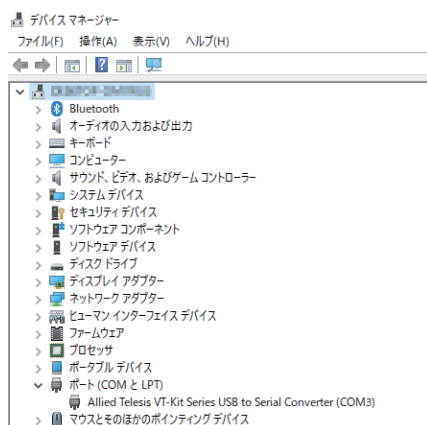 デバイス マネージャー
ファイル(F) 操作(A) 表示(V) ヘルプ(H)
Bluetooth
オーディオの入力および出力
キーボード
コンピューター
サウンド、ビデオ、およびゲーム コントローラー
システム デバイス
セキュリティ デバイス
ソフトウェア コンポーネント
ソフトウェア デバイス
ディスク ドライブ
ディスプレイ アダプター
ネットワーク アダプター
ヒューマン インターフェイス デバイス
ファームウェア
プロセッサ
ポータブル デバイス
ポート (COM と LPT)
Allied Telesis VT-Kit Series USB to Serial Converter (COM3)
マウスとそのほかのポインティング デバイス